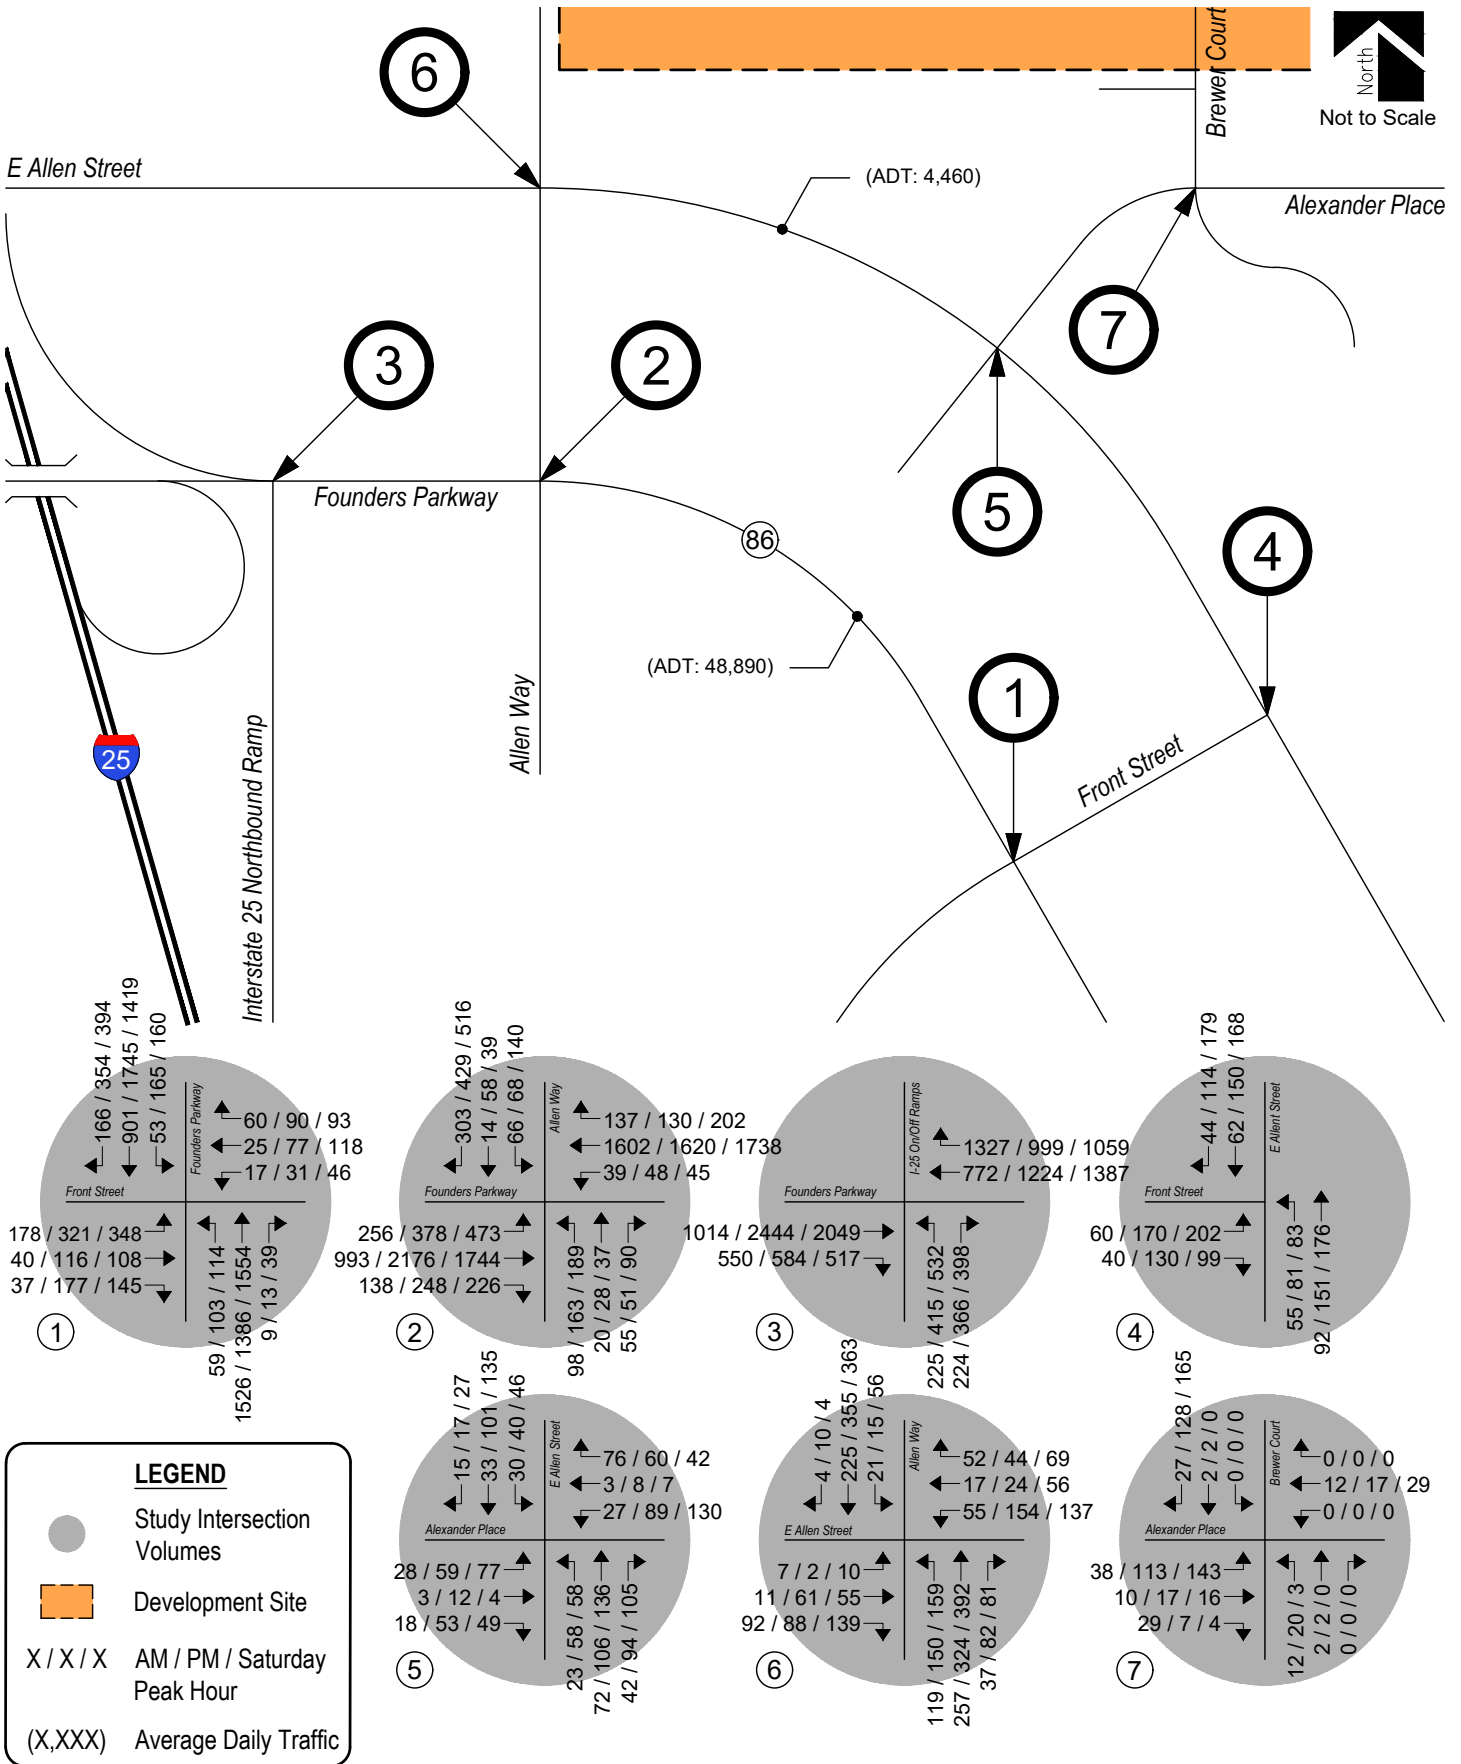 6
Brewer Court
North
Not to Scale
E Allen Street
(ADT: 4,460)
Alexander Place
7
3
2
Founders Parkway
86
5
4
(ADT: 48,890)
1
Allen Way
25
Interstate 25 Northbound Ramp
Front Street
166 / 354 / 394
901 / 1745 / 1419
53 / 165 / 160
Founders Parkway
60 / 90 / 93
25 / 77 / 118
17 / 31 / 46
Front Street
178 / 321 / 348
40 / 116 / 108
37 / 177 / 145
59 / 103 / 114
1526 / 1386 / 1554
9 / 13 / 39
1
303 / 429 / 516
14 / 58 / 39
66 / 68 / 140
Allen Way
137 / 130 / 202
1602 / 1620 / 1738
39 / 48 / 45
Founders Parkway
256 / 378 / 473
993 / 2176 / 1744
138 / 248 / 226
98 / 163 / 189
20 / 28 / 37
55 / 51 / 90
2
I-25 On/Off Ramps
1327 / 999 / 1059
772 / 1224 / 1387
Founders Parkway
1014 / 2444 / 2049
550 / 584 / 517
225 / 415 / 532
224 / 366 / 398
3
44 / 114 / 179
62 / 150 / 168
E Allent Street
Front Street
60 / 170 / 202
40 / 130 / 99
55 / 81 / 83
92 / 151 / 176
4
15 / 17 / 27
33 / 101 / 135
30 / 40 / 46
E Allen Street
76 / 60 / 42
3 / 8 / 7
27 / 89 / 130
Alexander Place
28 / 59 / 77
3 / 12 / 4
18 / 53 / 49
23 / 58 / 58
72 / 106 / 136
42 / 94 / 105
5
4 / 10 / 4
225 / 355 / 363
21 / 15 / 56
Allen Way
52 / 44 / 69
17 / 24 / 56
55 / 154 / 137
E Allen Street
7 / 2 / 10
11 / 61 / 55
92 / 88 / 139
119 / 150 / 159
257 / 324 / 392
37 / 82 / 81
6
27 / 128 / 165
2 / 2 / 0
0 / 0 / 0
Brewer Court
0 / 0 / 0
12 / 17 / 29
0 / 0 / 0
Alexander Place
38 / 113 / 143
10 / 17 / 16
29 / 7 / 4
12 / 20 / 3
2 / 2 / 0
0 / 0 / 0
7
LEGEND
Study Intersection
Volumes
Development Site
X / X / X
AM / PM / Saturday
Peak Hour
(X,XXX)
Average Daily Traffic